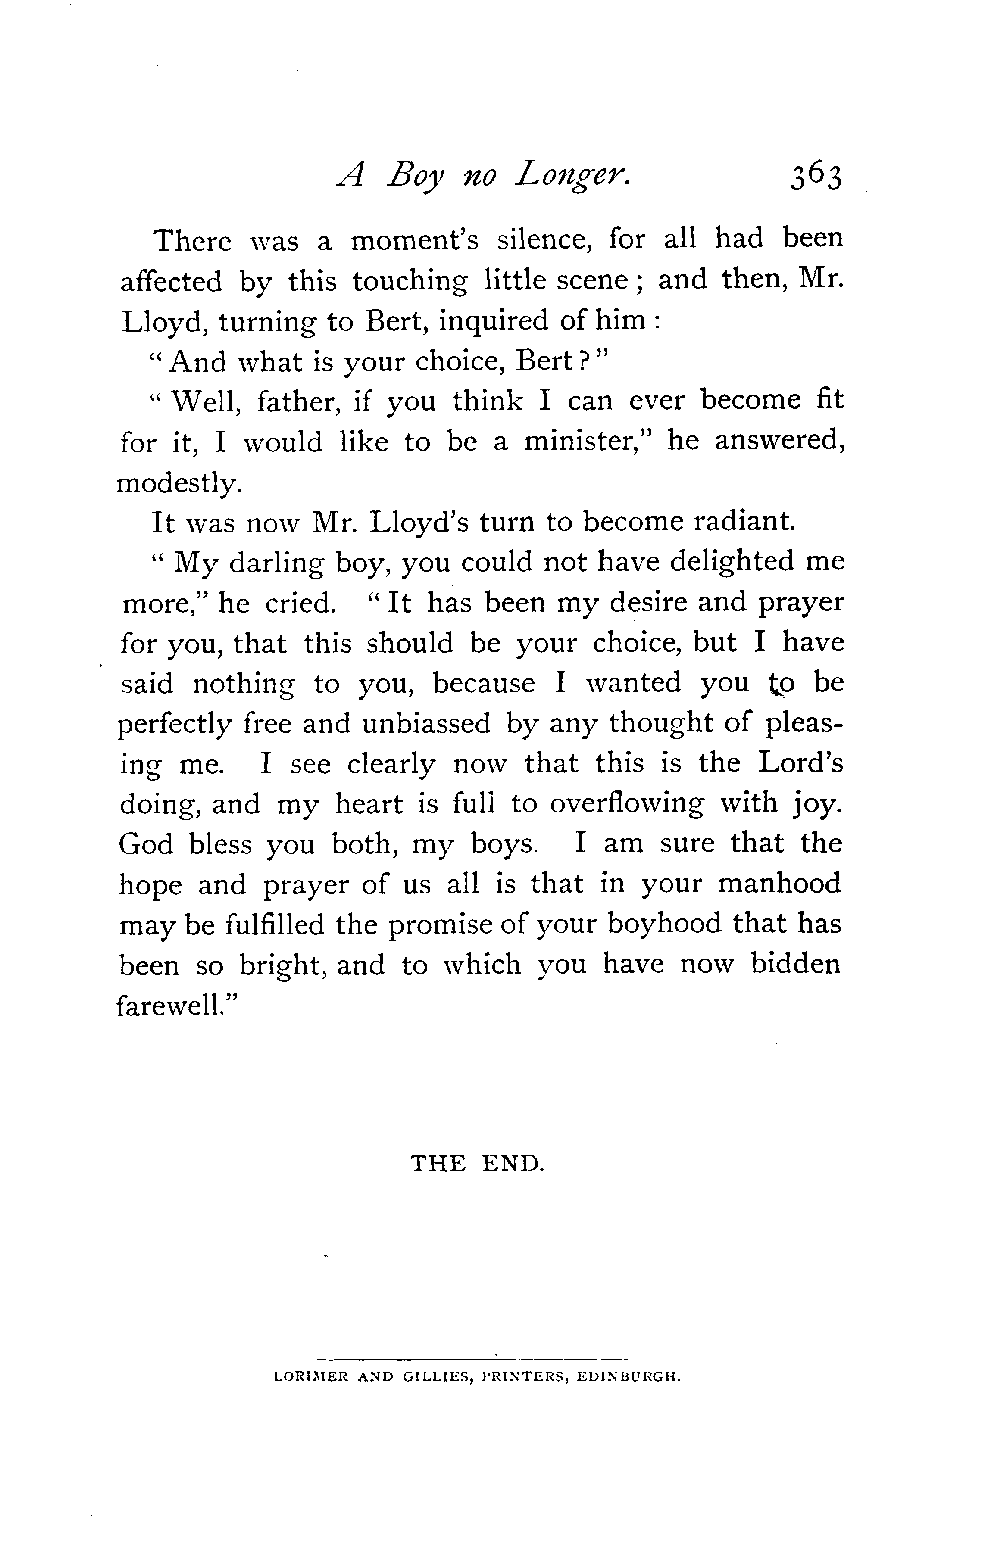 A Boy no Longer. 363
There was a moment's silence, for all had been
affected by this touching little scene ; and then, Mr.
Lloyd, turning to Bert, inquired of him :
“ And what is your choice, Bert ? ”
“ Well, father, if you think I can ever become fit
for it, I would like to be a minister,” he answered,
modestly.
It was now Mr. Lloyd's turn to become radiant.
“ My darling boy, you could not have delighted me
more,” he cried. “ It has been my desire and prayer
for you, that this should be your choice, but I have
said nothing to you, because I wanted you to be
perfectly free and unbiassed by any thought of pleas-
ing me. I see clearly now that this is the Lord's
doing, and my heart is full to overflowing with joy.
God bless you both, my boys. I am sure that the
hope and prayer of us all is that in your manhood
may be fulfilled the promise of your boyhood that has
been so bright, and to which you have now bidden
farewell.”
THE END.
LORIMER AND GILLIES, PRINTERS, EDINBURGH.